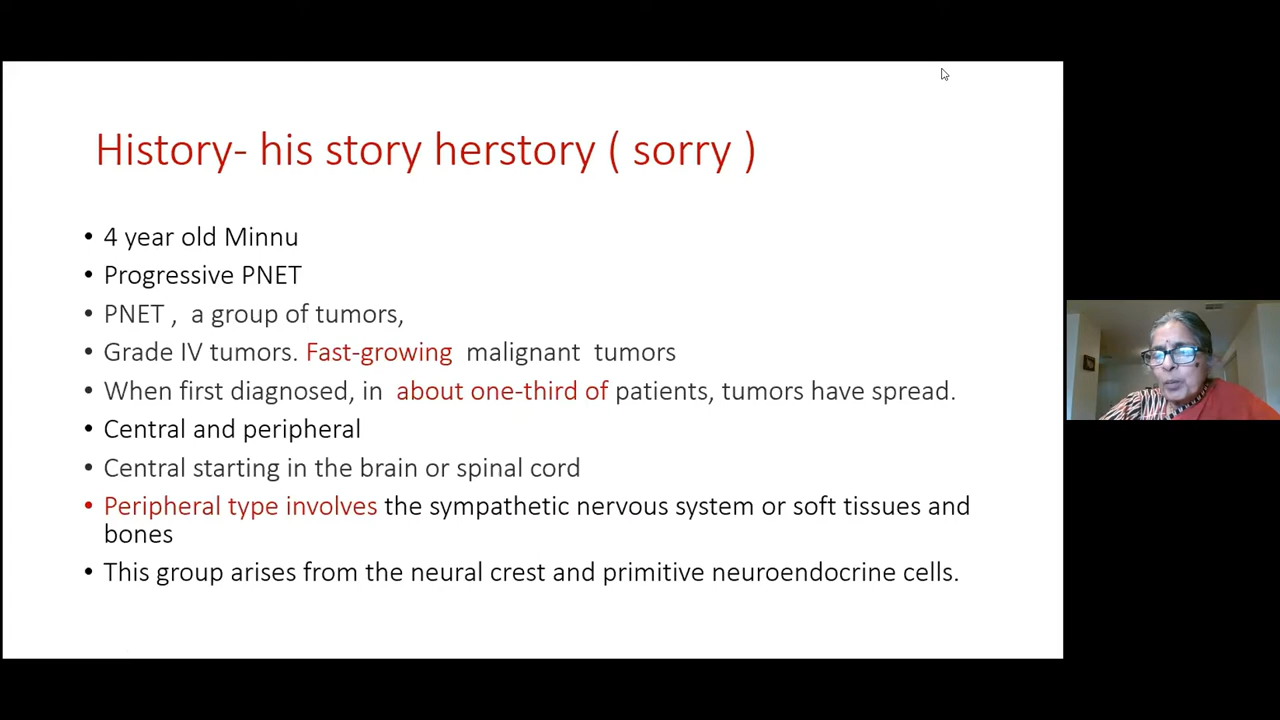 History- his story herstory ( sorry )
• 4 year old Minnu
• Progressive PNET
• PNET , a group of tumors,
• Grade IV tumors. Fast-growing malignant tumors
• When first diagnosed, in about one-third of patients, tumors have spread.
• Central and peripheral
• Central starting in the brain or spinal cord
• Peripheral type involves the sympathetic nervous system or soft tissues and
bones
• This group arises from the neural crest and primitive neuroendocrine cells.